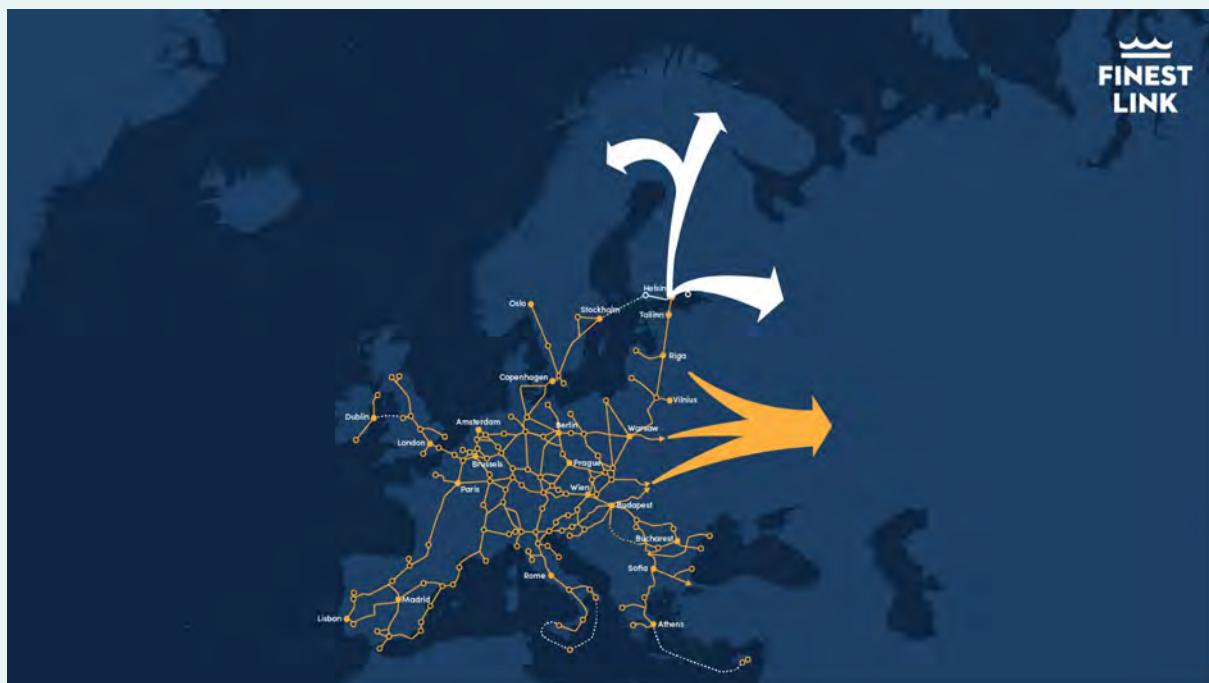 FINEST
LINK
Helsin
Oslo
Stockholm
Tallinn
Riga
Copenhagen
Vilnius
Dublin
Amsterdam
Berlin
Warsaw
London
Brussels
Prague
Paris
Wien
Budapest
Bucharest
Sofia
Rome
Madrid
Lisbon
Athens